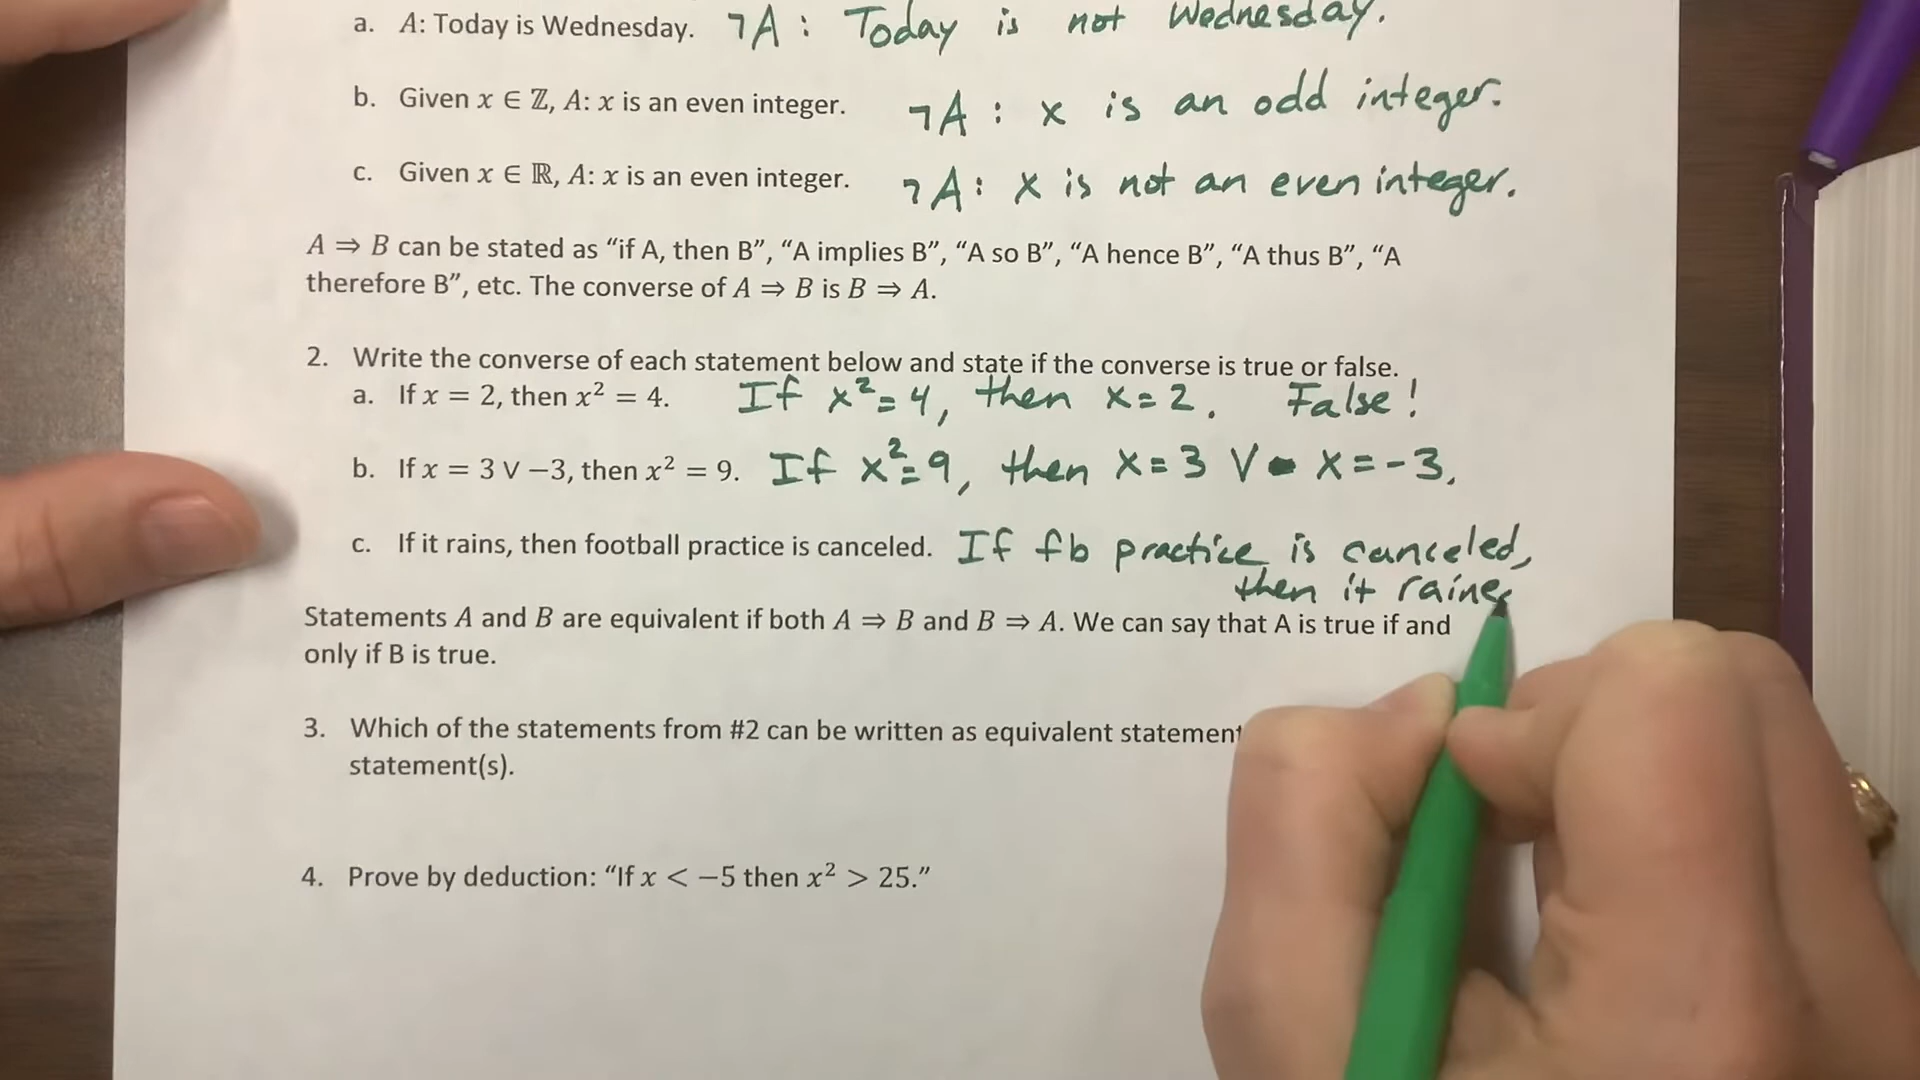 a. A: Today is Wednesday. ¬A : Today is not Wednesday.
b. Given x ∈ ℤ, A: x is an even integer. ¬A : x is an odd integer.
c. Given x ∈ ℝ, A: x is an even integer. ¬A : x is not an even integer.
A ⇒ B can be stated as “if A, then B”, “A implies B”, “A so B”, “A hence B”, “A thus B”, “A
therefore B”, etc. The converse of A ⇒ B is B ⇒ A.
2. Write the converse of each statement below and state if the converse is true or false.
a. If x = 2, then x² = 4. If x² = 4, then x = 2. False!
b. If x = 3 ∨ −3, then x² = 9. If x² = 9, then x = 3 ∨ x = -3.
c. If it rains, then football practice is canceled. If fb practice is canceled,
then it
Statements A and B are equivalent if both A ⇒ B and B ⇒ A. We can say that A is true if and
only if B is true.
3. Which of the statements from #2 can be written as equivalent
statement(s).
4. Prove by deduction: “If x < −5 then x² > 25.”